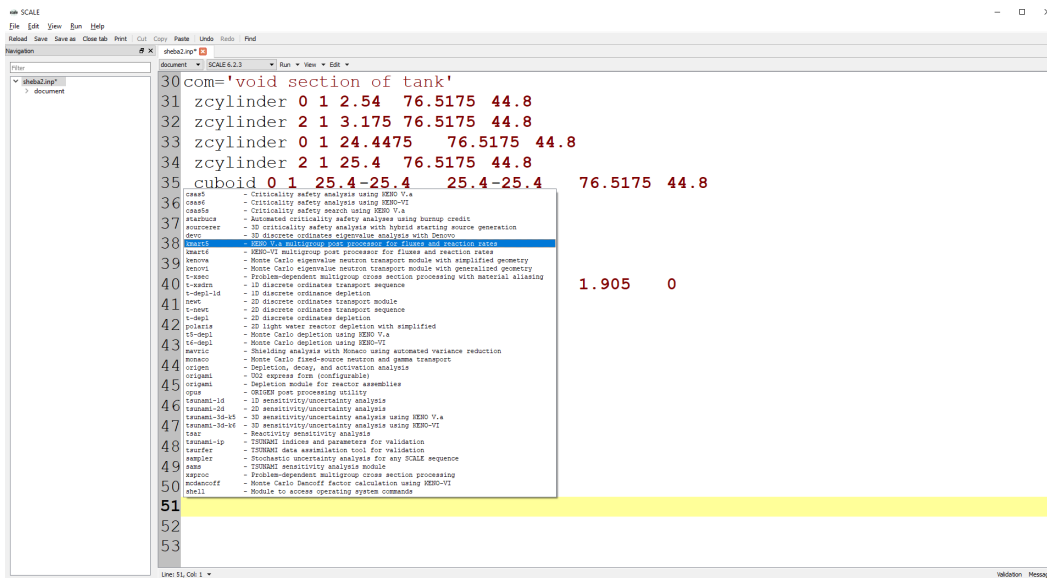 SCALE
File Edit View Run Help
Reload Save Save as Close tab Print Cut Copy Paste Undo Redo Find
Navigation
sheba2.inp*
Filter
sheba2.inp*
document
document SCALE 6.2.3 Run View Edit
30 com='void section of tank'
31 zcylinder 0 1 2.54 76.5175 44.8
32 zcylinder 2 1 3.175 76.5175 44.8
33 zcylinder 0 1 24.4475 76.5175 44.8
34 zcylinder 2 1 25.4 76.5175 44.8
35 cuboid 0 1 25.4-25.4 25.4-25.4 76.5175 44.8
36
37
38
39
40 1.905 0
41
42
43
44
45
46
47
48
49
50
51
52
53
csas5 - Criticality safety analysis using KENO V.a
csas6 - Criticality safety analysis using KENO-VI
csas5s - Criticality safety search using KENO V.a
starbucs - Automated criticality safety analyses using burnup credit
sourcerer - 3D criticality safety analysis with hybrid starting source generation
devc - 3D discrete ordinates eigenvalue analysis with Denovo
kmart5 - KENO V.a multigroup post processor for fluxes and reaction rates
kmart6 - KENO-VI multigroup post processor for fluxes and reaction rates
kenova - Monte Carlo eigenvalue neutron transport module with simplified geometry
kenovi - Monte Carlo eigenvalue neutron transport module with generalized geometry
t-xsec - Problem-dependent multigroup cross section processing with material aliasing
t-xsdrn - 1D discrete ordinates transport sequence
t-depl-1d - 1D discrete ordinance depletion
newt - 2D discrete ordinates transport module
t-newt - 2D discrete ordinates transport sequence
t-depl - 2D discrete ordinates depletion
polaris - 2D light water reactor depletion with simplified
t5-depl - Monte Carlo depletion using KENO V.a
t6-depl - Monte Carlo depletion using KENO-VI
mavric - Shielding analysis with Monaco using automated variance reduction
monaco - Monte Carlo fixed-source neutron and gamma transport
origen - Depletion, decay, and activation analysis
origami - UO2 express form (configurable)
origami - Depletion module for reactor assemblies
opus - ORIGEN post processing utility
tsunami-1d - 1D sensitivity/uncertainty analysis
tsunami-2d - 2D sensitivity/uncertainty analysis
tsunami-3d-k5 - 3D sensitivity/uncertainty analysis using KENO V.a
tsunami-3d-k6 - 3D sensitivity/uncertainty analysis using KENO-VI
tsar - Reactivity sensitivity analysis
tsunami-ip - TSUNAMI indices and parameters for validation
tsurfer - TSUNAMI data assimilation tool for validation
sampler - Stochastic uncertainty analysis for any SCALE sequence
sams - TSUNAMI sensitivity analysis module
xsproc - Problem-dependent multigroup cross section processing
mcdancoff - Monte Carlo Dancoff factor calculation using KENO-VI
shell - Module to access operating system commands
Line: 51, Col: 1
Validation Messag